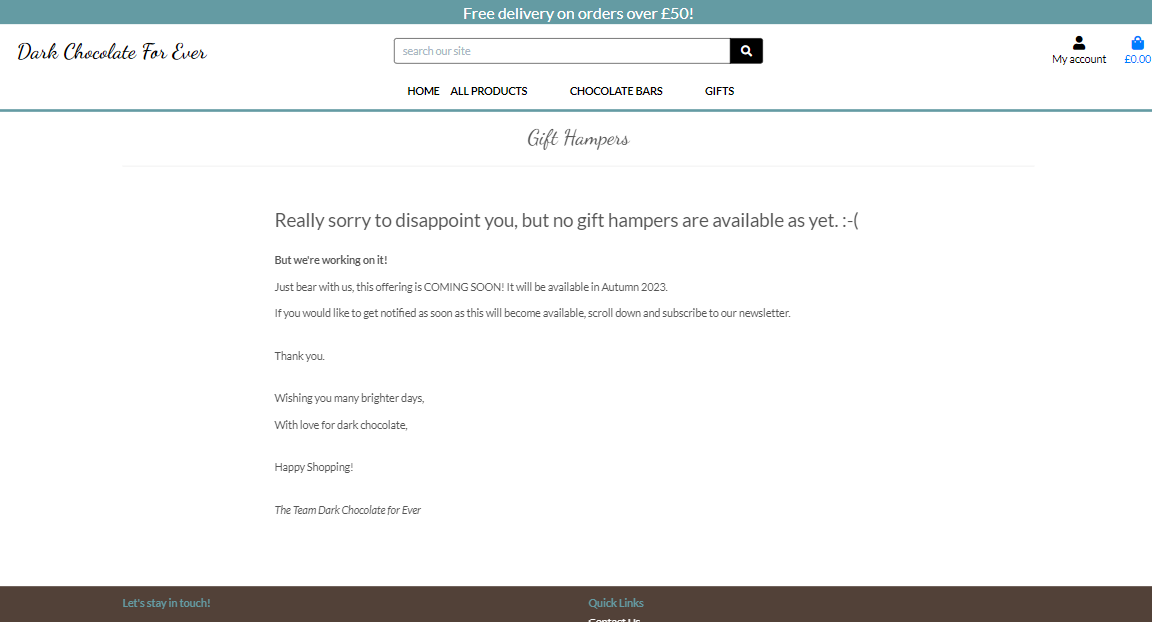 Free delivery on orders over £50!
Dark Chocolate For Ever
search our site
My account
£0.00
HOME ALL PRODUCTS CHOCOLATE BARS GIFTS
Gift Hampers
Really sorry to disappoint you, but no gift hampers are available as yet. :-(
But we're working on it!
Just bear with us, this offering is COMING SOON! It will be available in Autumn 2023.
If you would like to get notified as soon as this will become available, scroll down and subscribe to our newsletter.
Thank you.
Wishing you many brighter days,
With love for dark chocolate,
Happy Shopping!
The Team Dark Chocolate for Ever
Let's stay in touch!
Quick Links
Contact Us